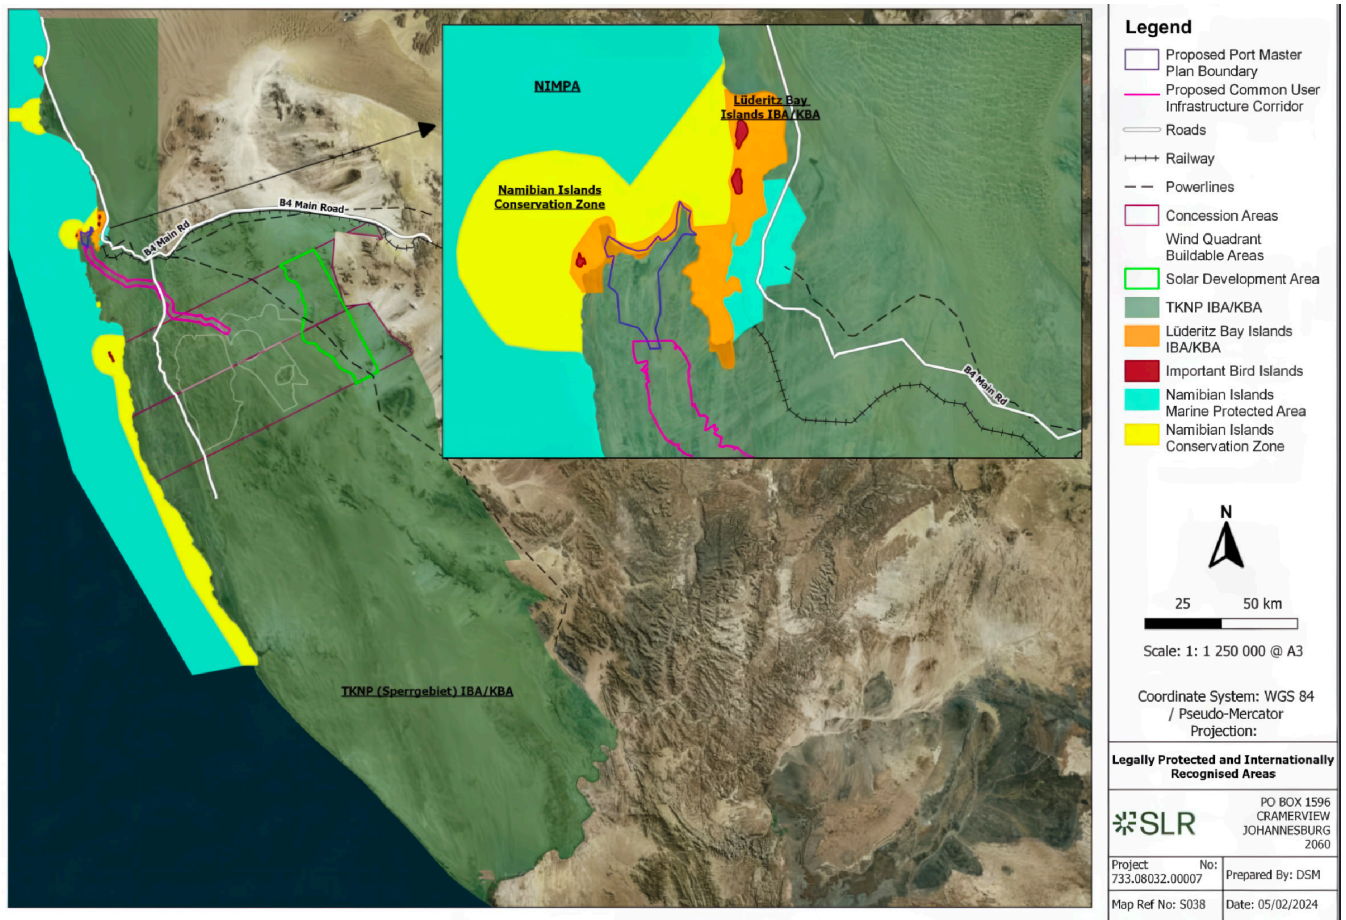 NIMPA
Lüderitz Bay
Islands IBA/KBA
Namibian Islands
Conservation Zone
B4 Main Rd
B4 Main Road
B4 Main Rd
TKNP (Sperrgebiet) IBA/KBA
Legend
Proposed Port Master
Plan Boundary
Proposed Common User
Infrastructure Corridor
Roads
Railway
Powerlines
Concession Areas
Wind Quadrant
Buildable Areas
Solar Development Area
TKNP IBA/KBA
Lüderitz Bay Islands
IBA/KBA
Important Bird Islands
Namibian Islands
Marine Protected Area
Namibian Islands
Conservation Zone
N
25 50 km
Scale: 1: 1 250 000 @ A3
Coordinate System: WGS 84
/ Pseudo-Mercator
Projection:
Legally Protected and Internationally
Recognised Areas
SLR
PO BOX 1596
CRAMERVIEW
JOHANNESBURG
2060
Project No:
733.08032.00007
Prepared By: DSM
Map Ref No: S038
Date: 05/02/2024